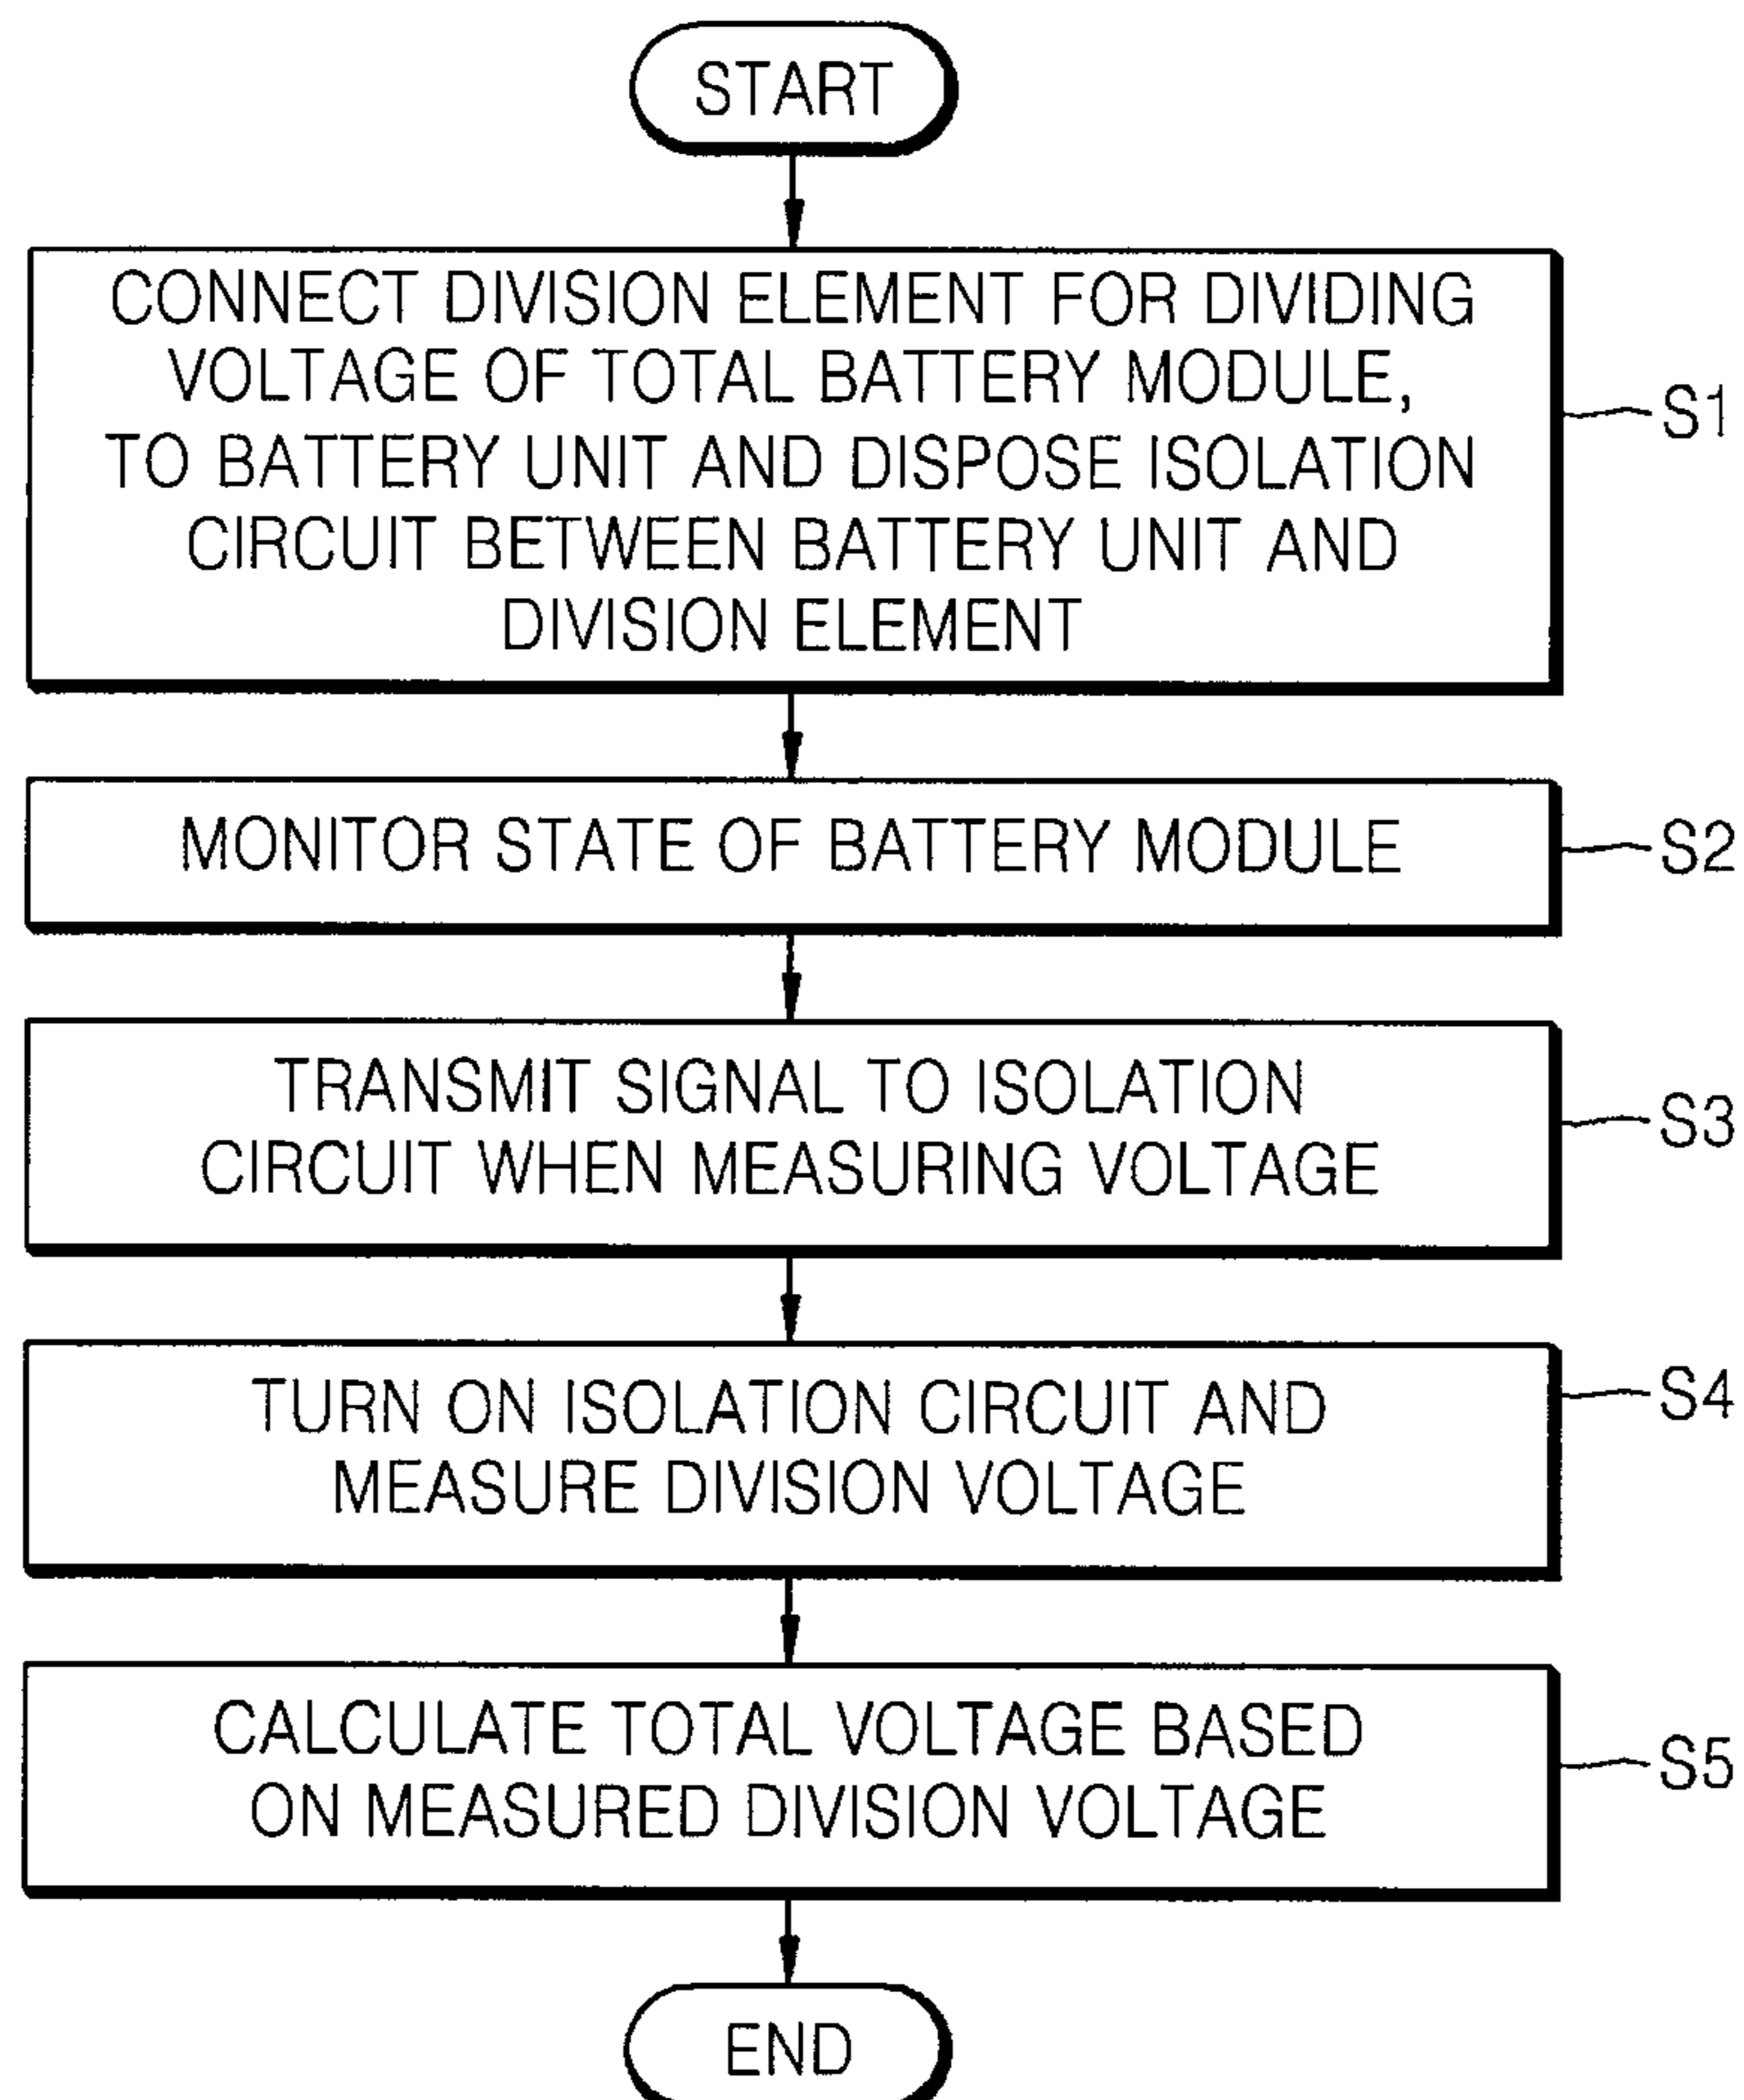 START
CONNECT DIVISION ELEMENT FOR DIVIDING
VOLTAGE OF TOTAL BATTERY MODULE,
TO BATTERY UNIT AND DISPOSE ISOLATION
CIRCUIT BETWEEN BATTERY UNIT AND
DIVISION ELEMENT
S1
MONITOR STATE OF BATTERY MODULE
S2
TRANSMIT SIGNAL TO ISOLATION
CIRCUIT WHEN MEASURING VOLTAGE
S3
TURN ON ISOLATION CIRCUIT AND
MEASURE DIVISION VOLTAGE
S4
CALCULATE TOTAL VOLTAGE BASED
ON MEASURED DIVISION VOLTAGE
S5
END